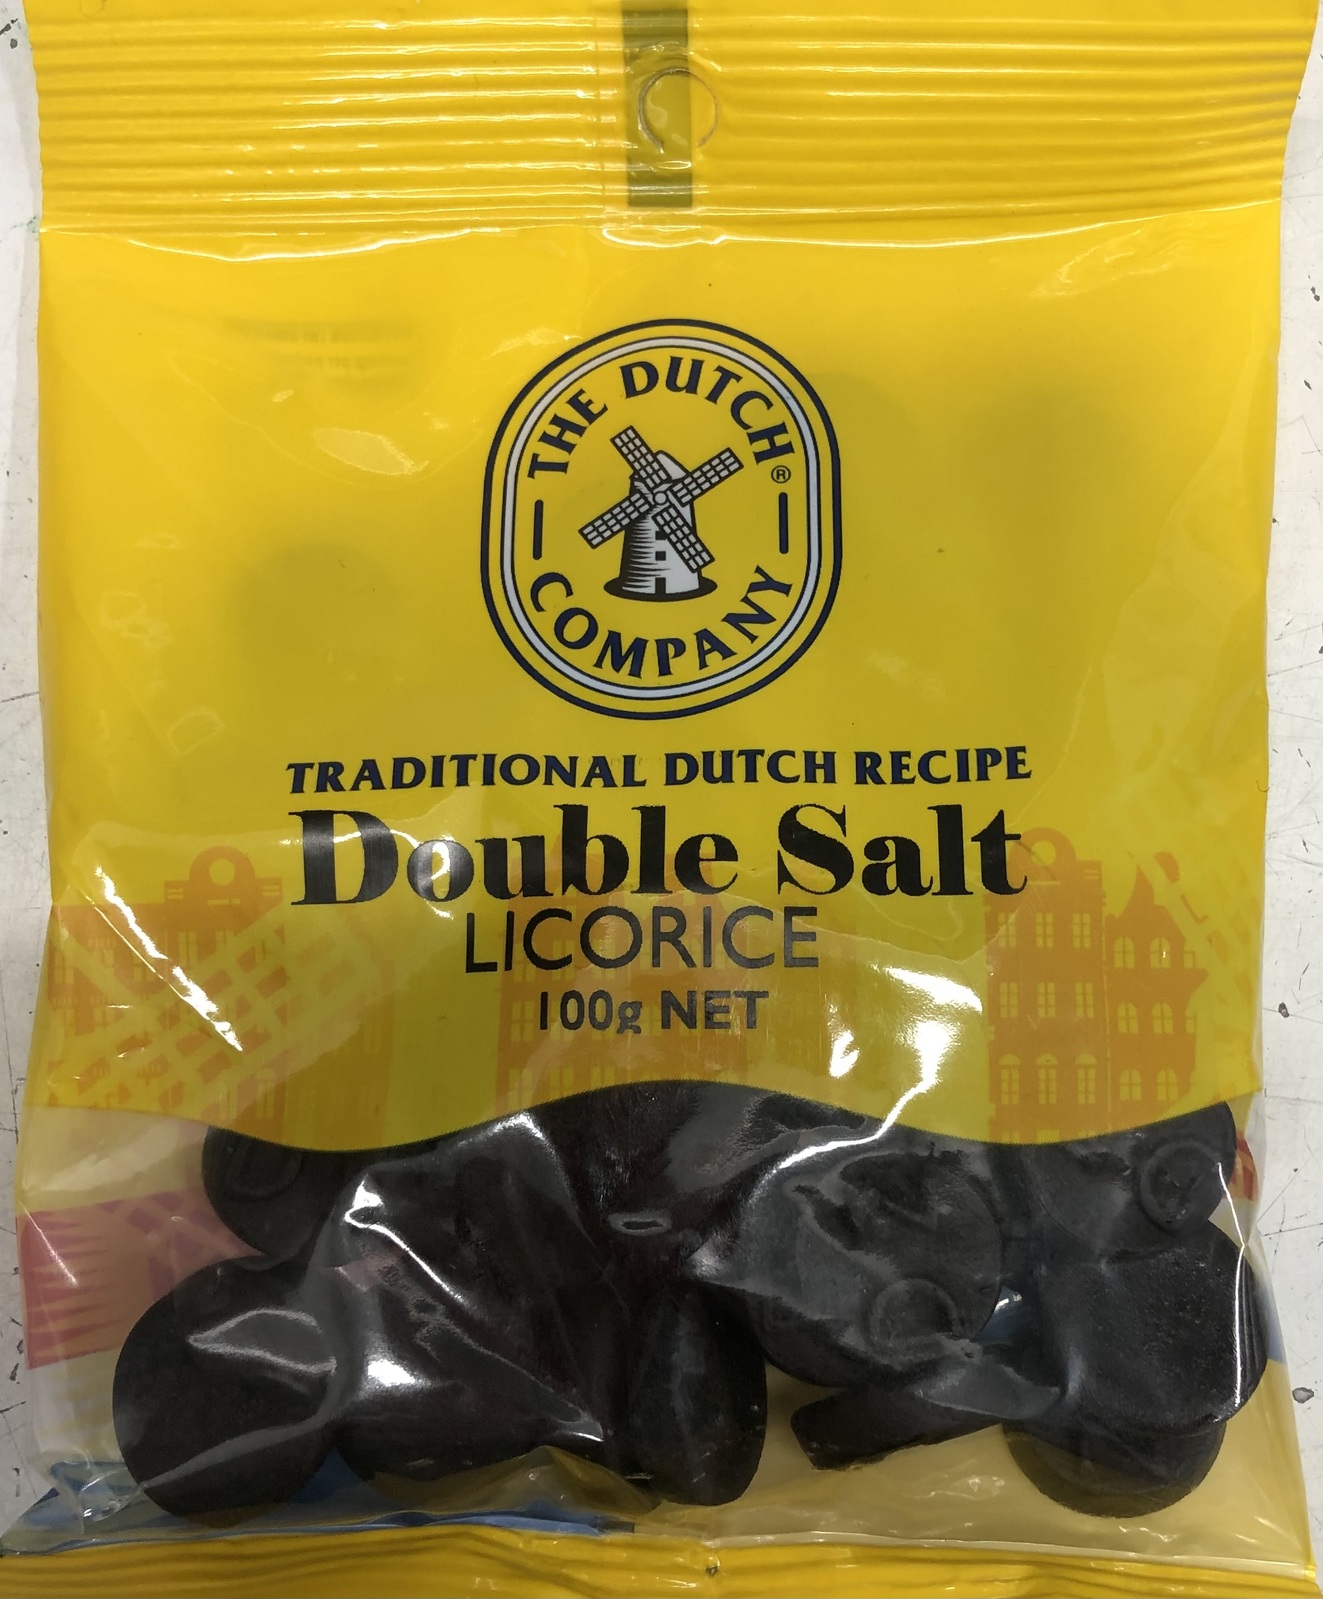 THE DUTCH®
COMPANY
TRADITIONAL DUTCH RECIPE
Double Salt
LICORICE
100g NET